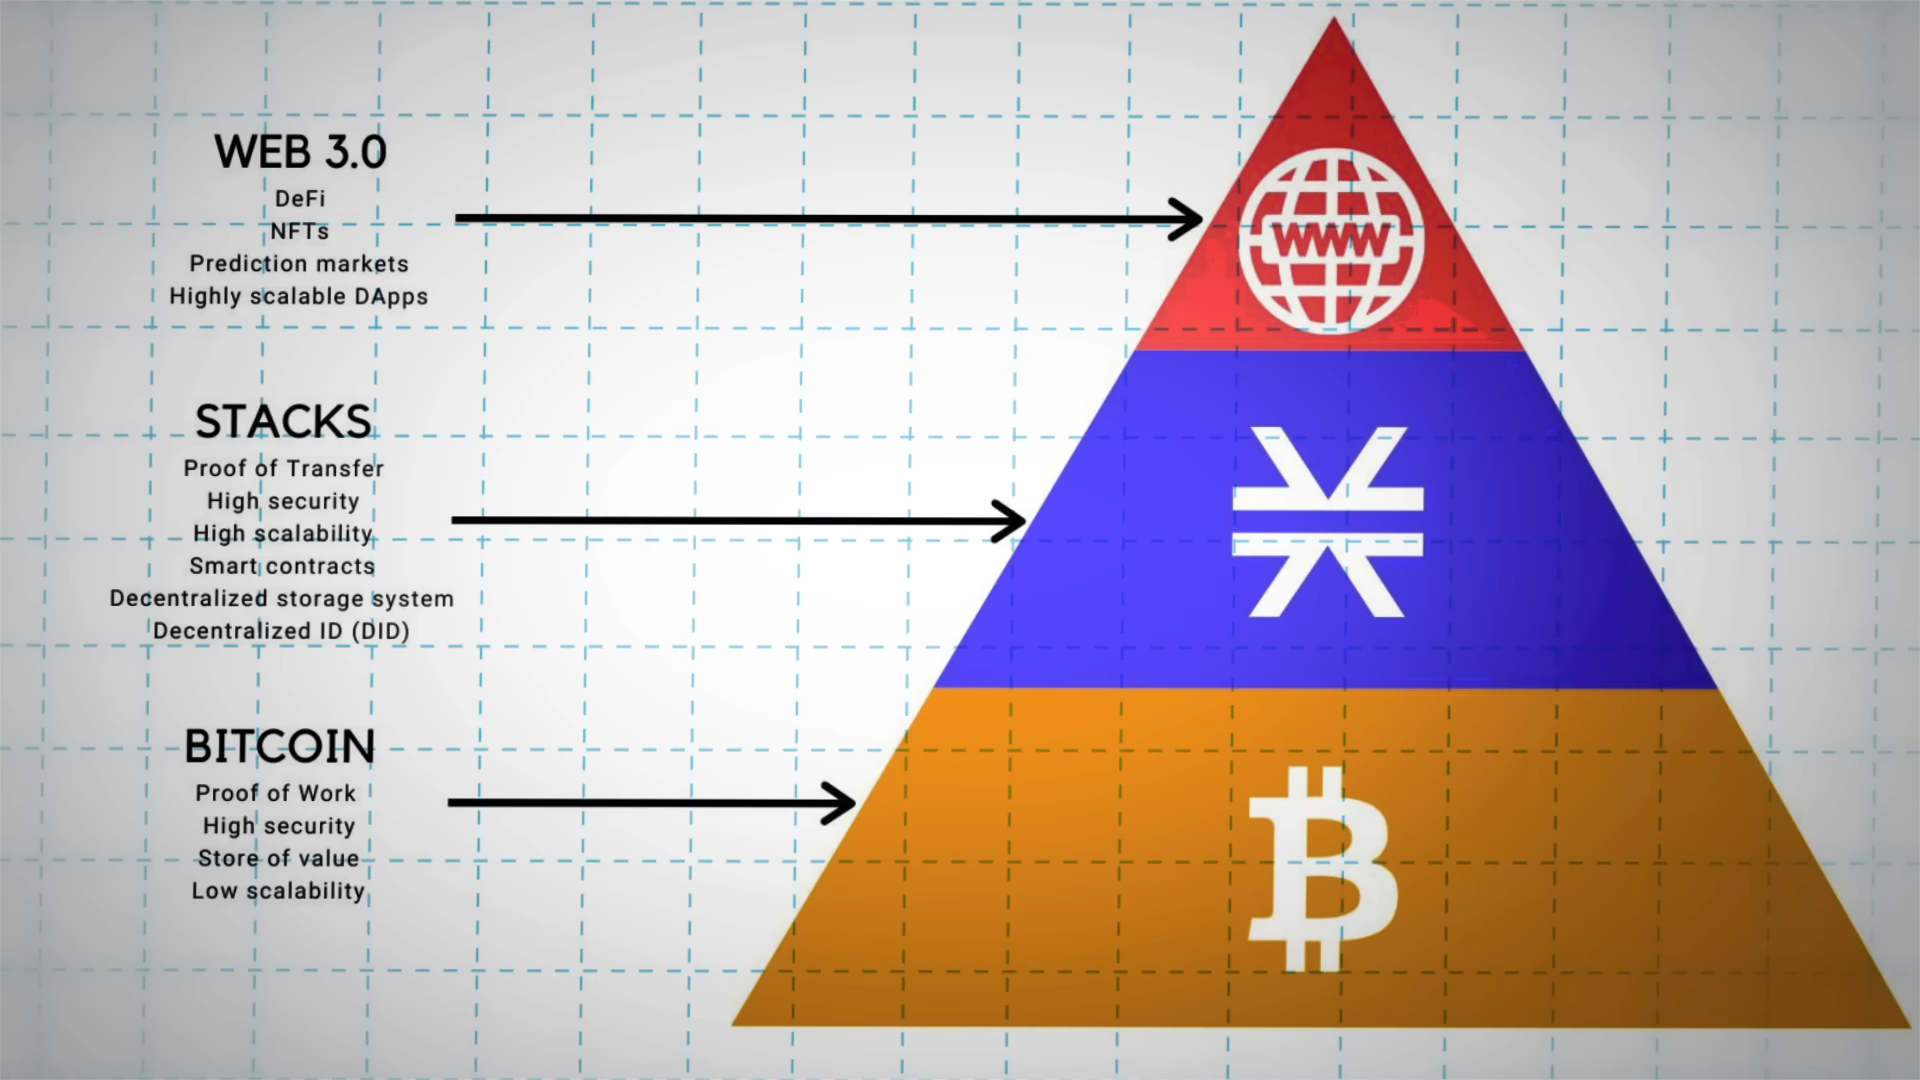 WEB 3.0
DeFi
NFTs
Prediction markets
Highly scalable DApps
WWW
STACKS
Proof of Transfer
High security
High scalability
Smart contracts
Decentralized storage system
Decentralized ID (DID)
BITCOIN
Proof of Work
High security
Store of value
Low scalability